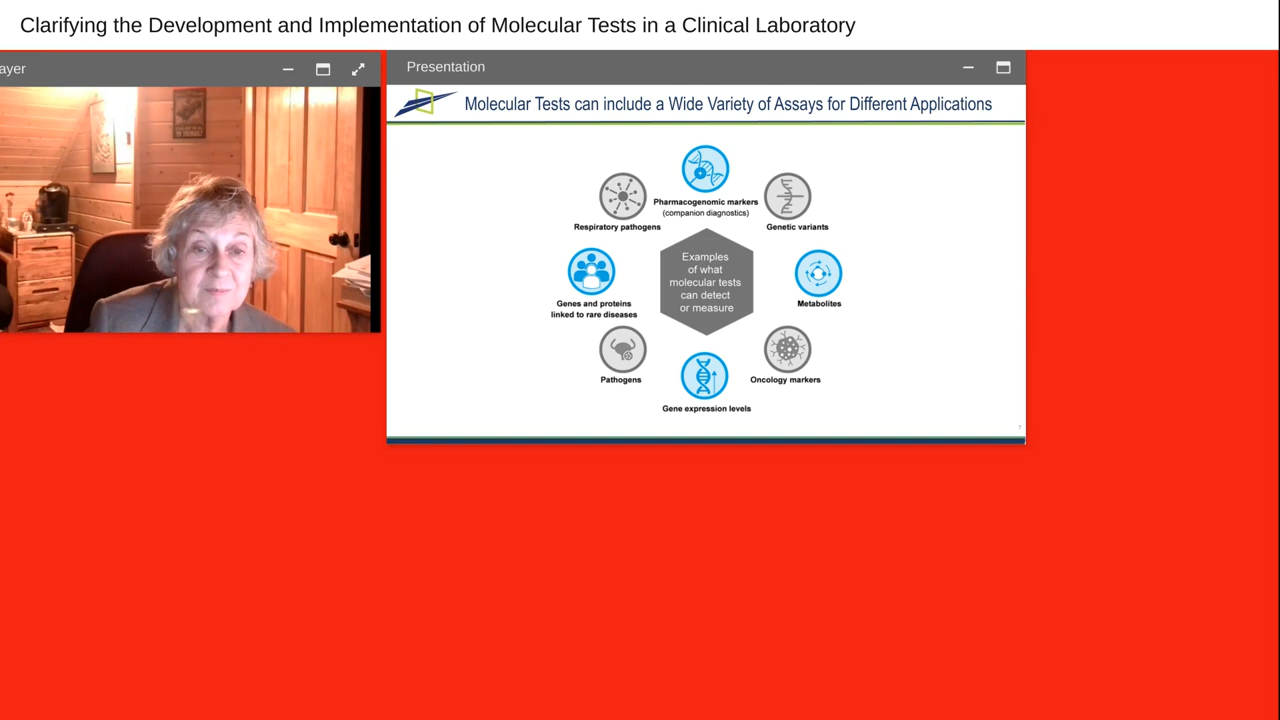 Clarifying the Development and Implementation of Molecular Tests in a Clinical Laboratory
ayer
Presentation
Molecular Tests can include a Wide Variety of Assays for Different Applications
Pharmacogenomic markers
(companion diagnostics)
Respiratory pathogens
Genetic variants
Examples
of what
molecular tests
can detect
or measure
Genes and proteins
linked to rare diseases
Metabolites
Pathogens
Oncology markers
Gene expression levels
7